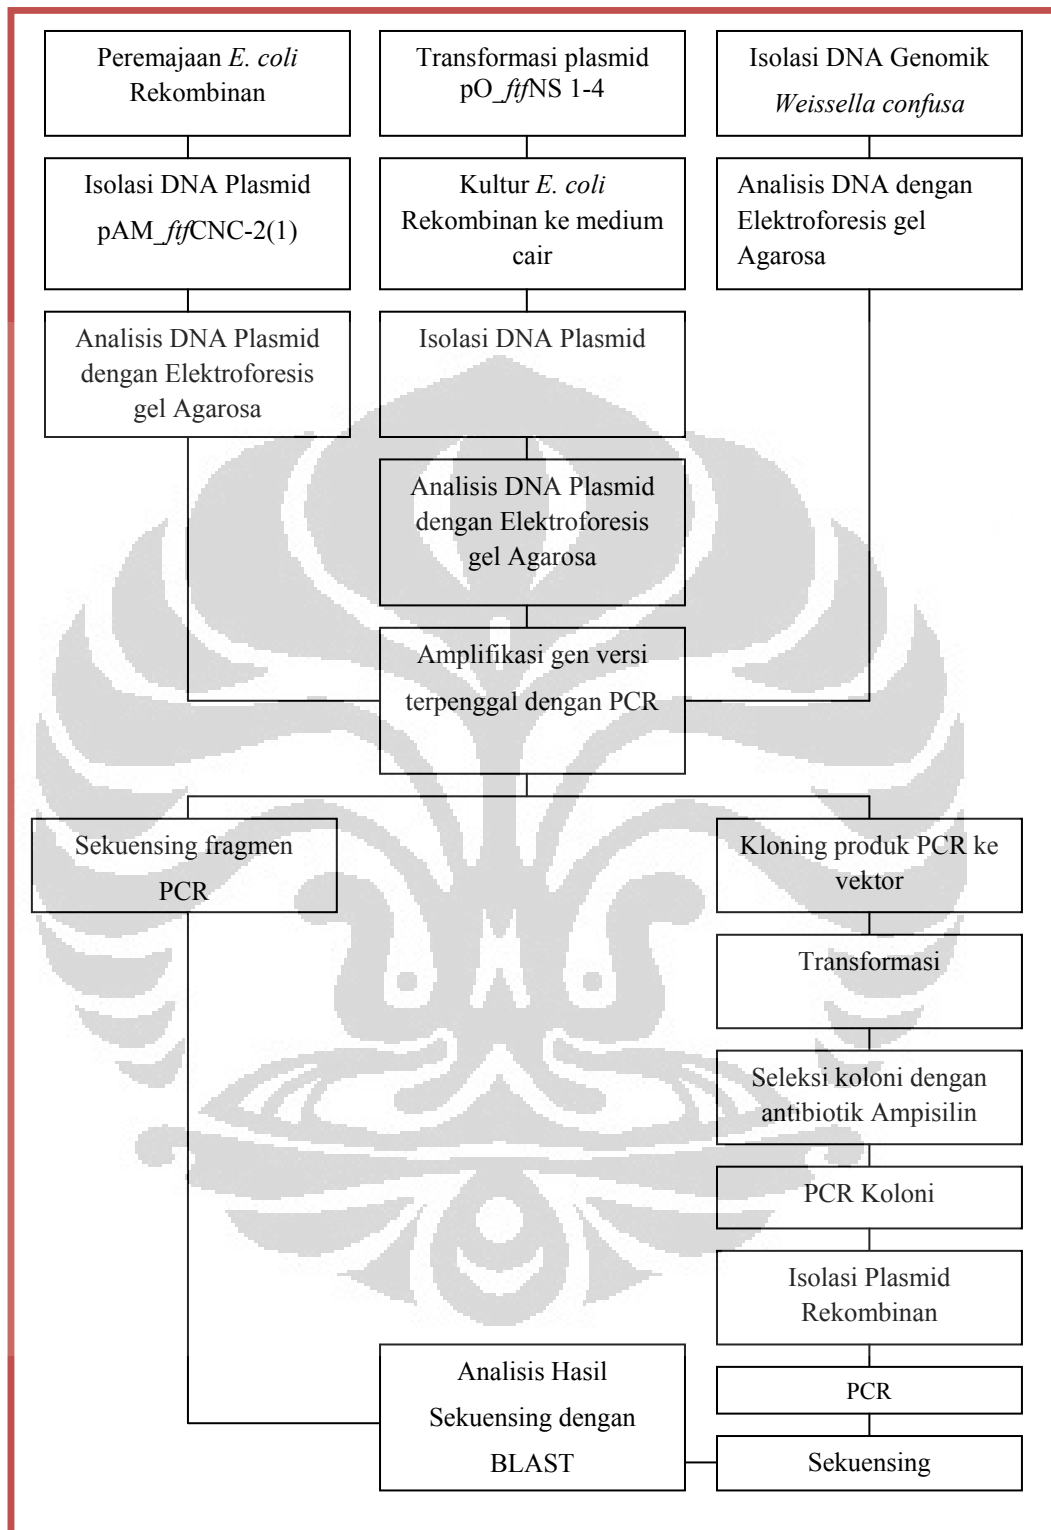 Peremajaan E. coli
Rekombinan
Transformasi plasmid
pO_ftfNS 1-4
Isolasi DNA Genomik
Weissella confusa
Isolasi DNA Plasmid
pAM_ftfCNC-2(1)
Kultur E. coli
Rekombinan ke medium
cair
Analisis DNA dengan
Elektroforesis gel
Agarosa
Analisis DNA Plasmid
dengan Elektroforesis
gel Agarosa
Isolasi DNA Plasmid
Analisis DNA Plasmid
dengan Elektroforesis
gel Agarosa
Amplifikasi gen versi
terpenggal dengan PCR
Sekuensing fragmen
PCR
Kloning produk PCR ke
vektor
Transformasi
Seleksi koloni dengan
antibiotik Ampisilin
PCR Koloni
Isolasi Plasmid
Rekombinan
PCR
Sekuensing
Analisis Hasil
Sekuensing dengan
BLAST